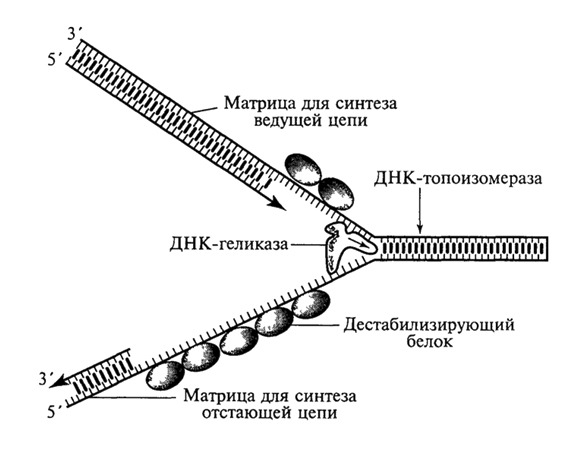 3′
5′
Матрица для синтеза
ведущей цепи
ДНК-топоизомераза
ДНК-геликаза
Дестабилизирующий
белок
3′
5′
Матрица для синтеза
отстающей цепи